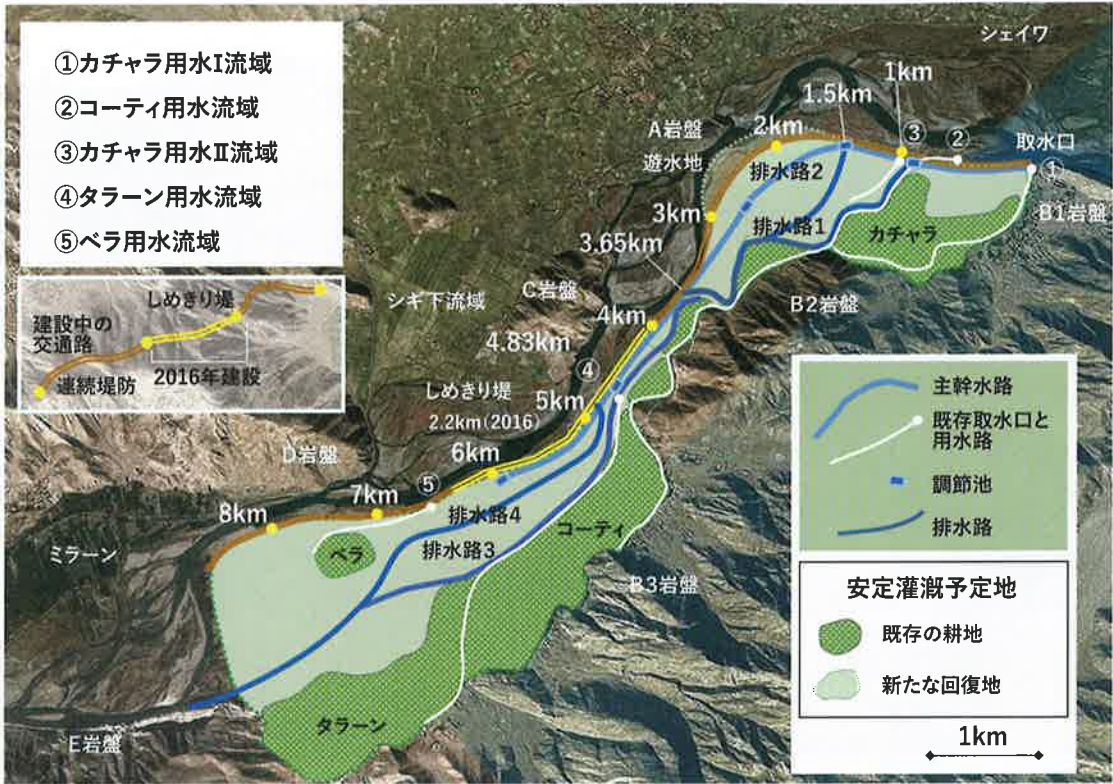 ①カチャラ用水Ⅰ流域
②コーティ用水流域
③カチャラ用水Ⅱ流域
④タラーン用水流域
⑤ベラ用水流域
しめきり堤
建設中の
交通路
連続堤防
2016年建設
シェイワ
1km
1.5km
A岩盤
2km
③
②
取水口
①
遊水地
排水路2
B1岩盤
3km
排水路1
カチャラ
3.65km
C岩盤
シギ下流域
B2岩盤
4km
4.83km
④
しめきり堤
2.2km(2016)
5km
6km
D岩盤
7km
⑤
8km
排水路4
コーティ
ベラ
排水路3
ミラーン
B3岩盤
タラーン
E岩盤
主幹水路
既存取水口と
用水路
調節池
排水路
安定灌漑予定地
既存の耕地
新たな回復地
1km